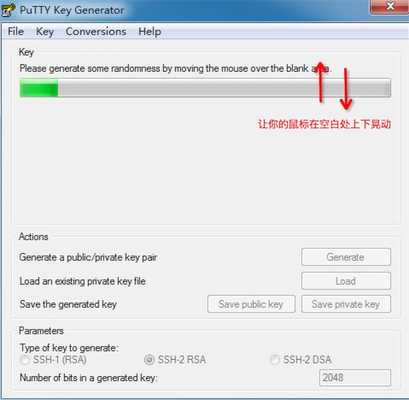 PuTTY Key Generator
File Key Conversions Help
Key
Please generate some randomness by moving the mouse over the blank area.
让你的鼠标在空白处上下晃动
Actions
Generate a public/private key pair
Generate
Load an existing private key file
Load
Save the generated key
Save public key
Save private key
Parameters
Type of key to generate:
SSH-1 (RSA) SSH-2 RSA SSH-2 DSA
Number of bits in a generated key:
2048